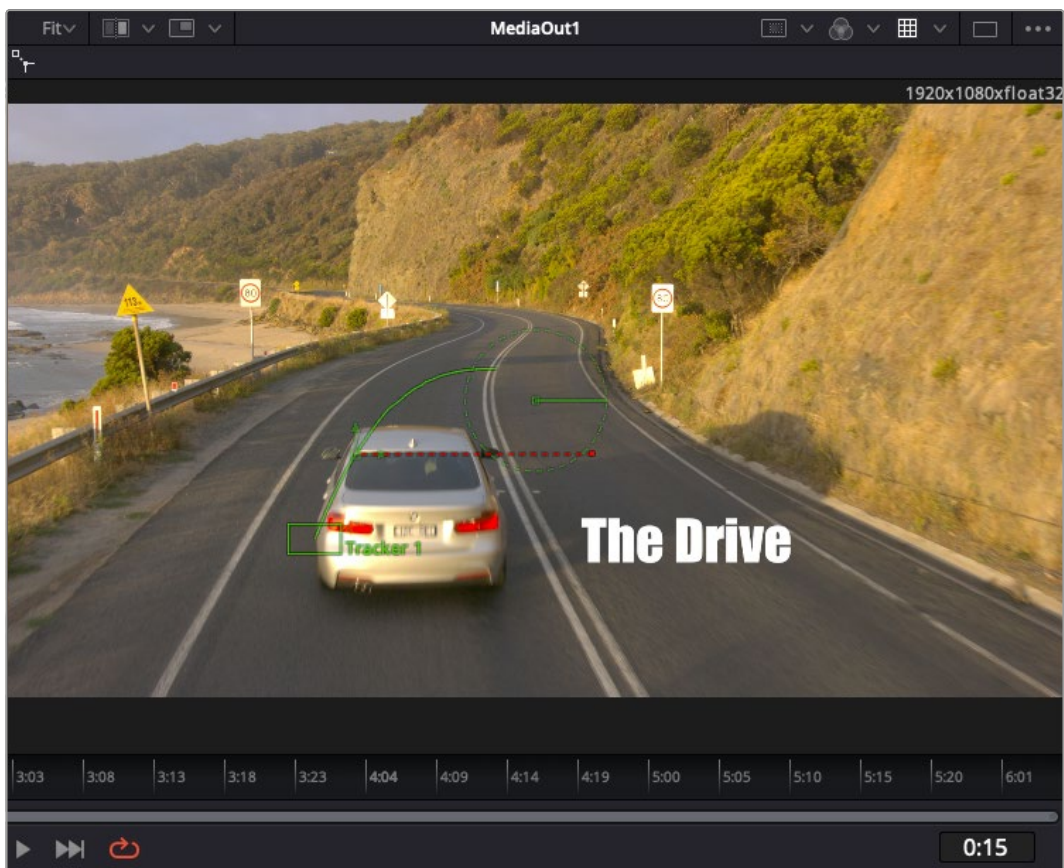 Fit MediaOut1
1920x1080xfloat32
80
Tracker 1
The Drive
3:03 3:08 3:13 3:18 3:23 4:04 4:09 4:14 4:19 5:00 5:05 5:10 5:15 5:20 6:01
0:15